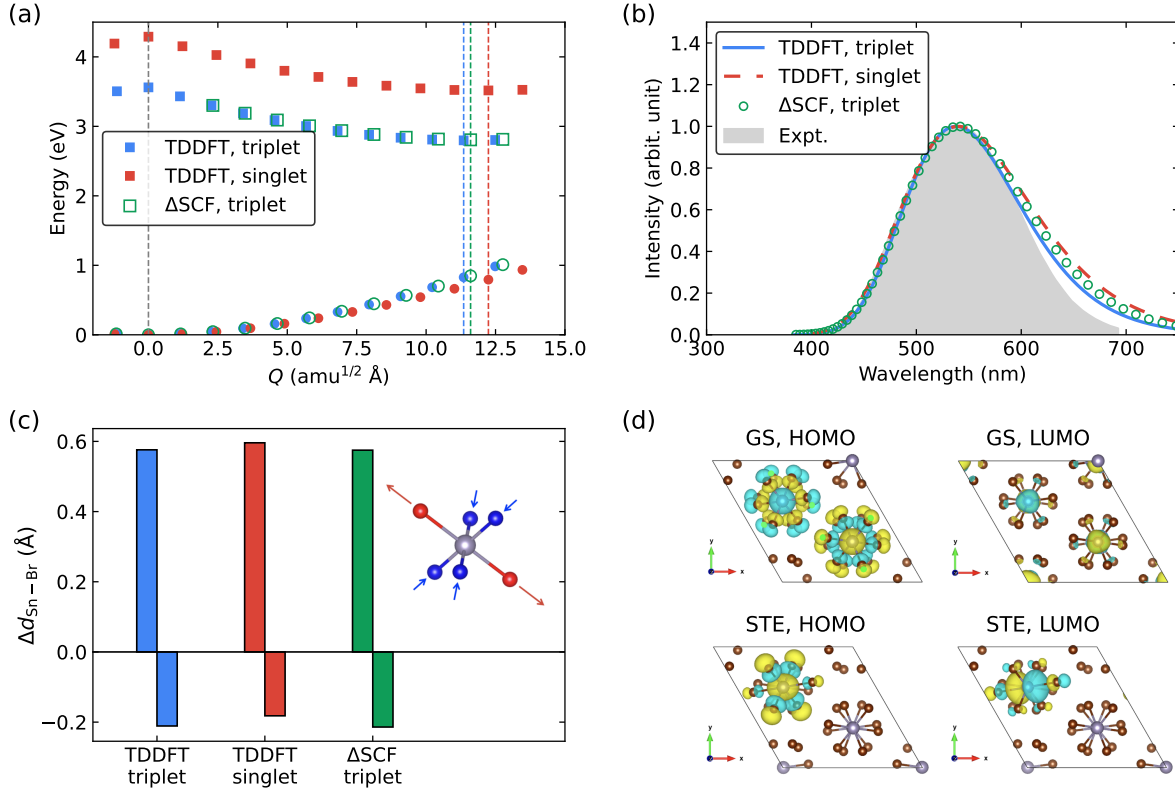 (a)
Energy (eV)
4
3
2
1
0
TDDFT, triplet
TDDFT, singlet
ΔSCF, triplet
0.0 2.5 5.0 7.5 10.0 12.5 15.0
Q (amu^1/2 Å)
(b)
Intensity (arbit. unit)
1.4
1.2
1.0
0.8
0.6
0.4
0.2
0.0
TDDFT, triplet
TDDFT, singlet
ΔSCF, triplet
Expt.
300 400 500 600 700
Wavelength (nm)
(c)
Δd_Sn−Br (Å)
0.6
0.4
0.2
0.0
−0.2
TDDFT TDDFT ΔSCF
triplet singlet triplet
(d)
GS, HOMO GS, LUMO
y x y x
STE, HOMO STE, LUMO
y x y x